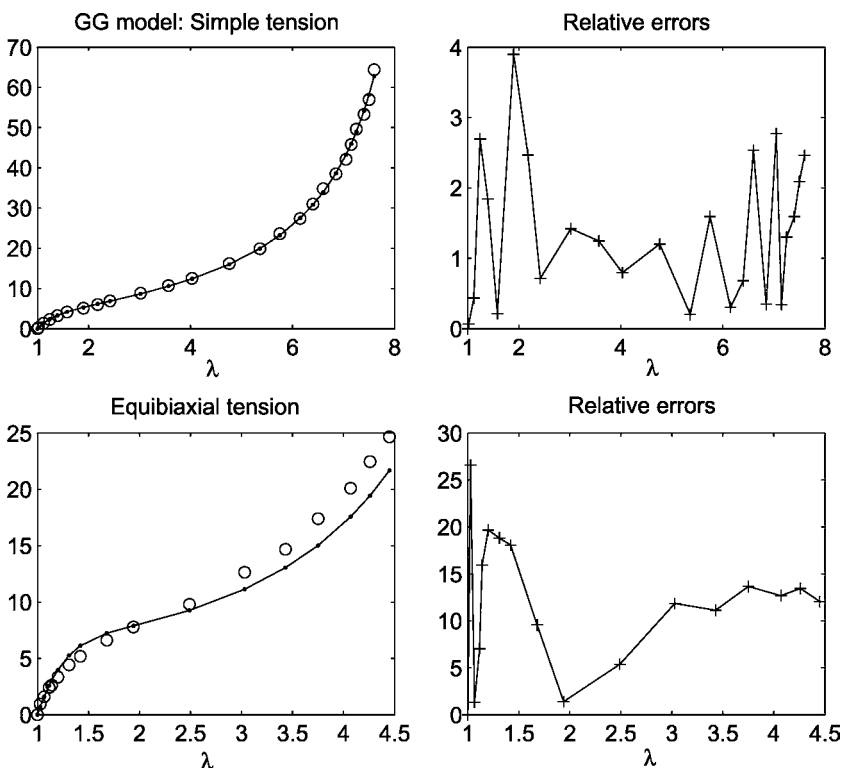 GG model: Simple tension
70
60
50
40
30
20
10
0
1 2 4 6 8
λ
Relative errors
4
3
2
1
0
1 2 4 6 8
λ
Equibiaxial tension
25
20
15
10
5
0
1 1.5 2 2.5 3 3.5 4 4.5
λ
Relative errors
30
25
20
15
10
5
0
1 1.5 2 2.5 3 3.5 4 4.5
λ